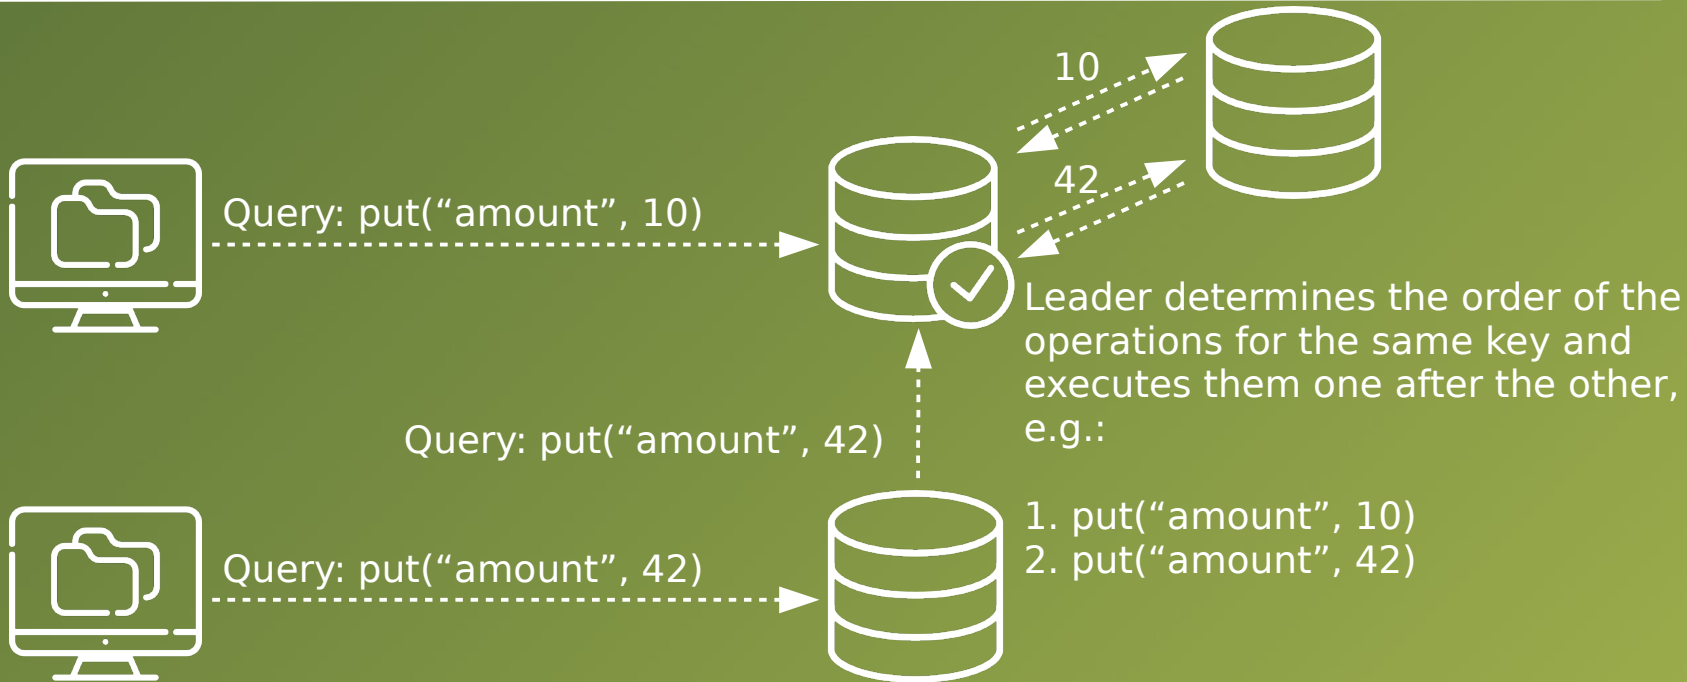 10
42
Query: put(“amount”, 10)
Leader determines the order of the
operations for the same key and
executes them one after the other,
e.g.:
Query: put(“amount”, 42)
1. put(“amount”, 10)
2. put(“amount”, 42)
Query: put(“amount”, 42)